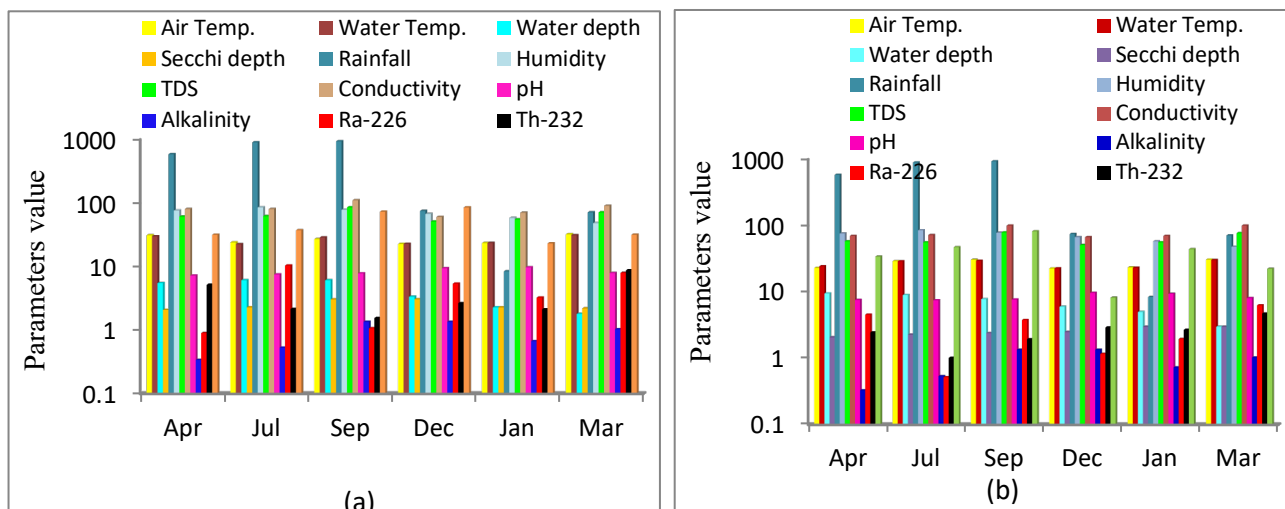 (a)
Air Temp. Water Temp. Water depth
Secchi depth Rainfall Humidity
TDS Conductivity pH
Alkalinity Ra-226 Th-232
Parameters value
1000
100
10
1
0.1
Apr Jul Sep Dec Jan Mar
(a)
Air Temp. Water Temp.
Water depth Secchi depth
Rainfall Humidity
TDS Conductivity
pH Alkalinity
Ra-226 Th-232
Parameters value
1000
100
10
1
0.1
Apr Jul Sep Dec Jan Mar
(b)